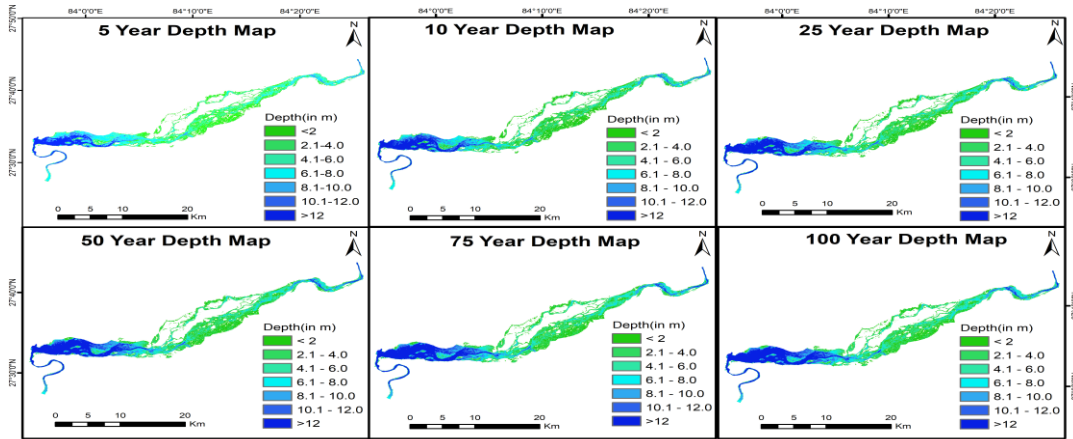 84°0'0"E 84°10'0"E 84°20'0"E 84°0'0"E 84°10'0"E 84°20'0"E 84°0'0"E 84°10'0"E 84°20'0"E
27°50'0"N
27°40'0"N
5 Year Depth Map
N
Depth(in m)
<2
2.1-4.0
4.1-6.0
6.1-8.0
8.1-10.0
10.1-12.0
>12
0 5 10 20
Km
10 Year Depth Map
N
Depth(in m)
< 2
2.1 - 4.0
4.1 - 6.0
6.1 - 8.0
8.1 - 10.0
10.1 - 12.0
>12
0 5 10 20
Km
25 Year Depth Map
N
Depth(in m)
< 2
2.1 - 4.0
4.1 - 6.0
6.1 - 8.0
8.1 - 10.0
10.1 - 12.0
>12
0 5 10 20
Km
50 Year Depth Map
N
Depth(in m)
< 2
2.1 - 4.0
4.1 - 6.0
6.1 - 8.0
8.1 - 10.0
10.1 - 12.0
>12
0 5 10 20
Km
75 Year Depth Map
N
Depth(in m)
< 2
2.1 - 4.0
4.1 - 6.0
6.1 - 8.0
8.1 - 10.0
10.1 - 12.0
>12
0 5 10 20
Km
100 Year Depth Map
N
Depth(in m)
< 2
2.1 - 4.0
4.1 - 6.0
6.1 - 8.0
8.1 - 10.0
10.1 - 12.0
>12
0 5 10 20
Km